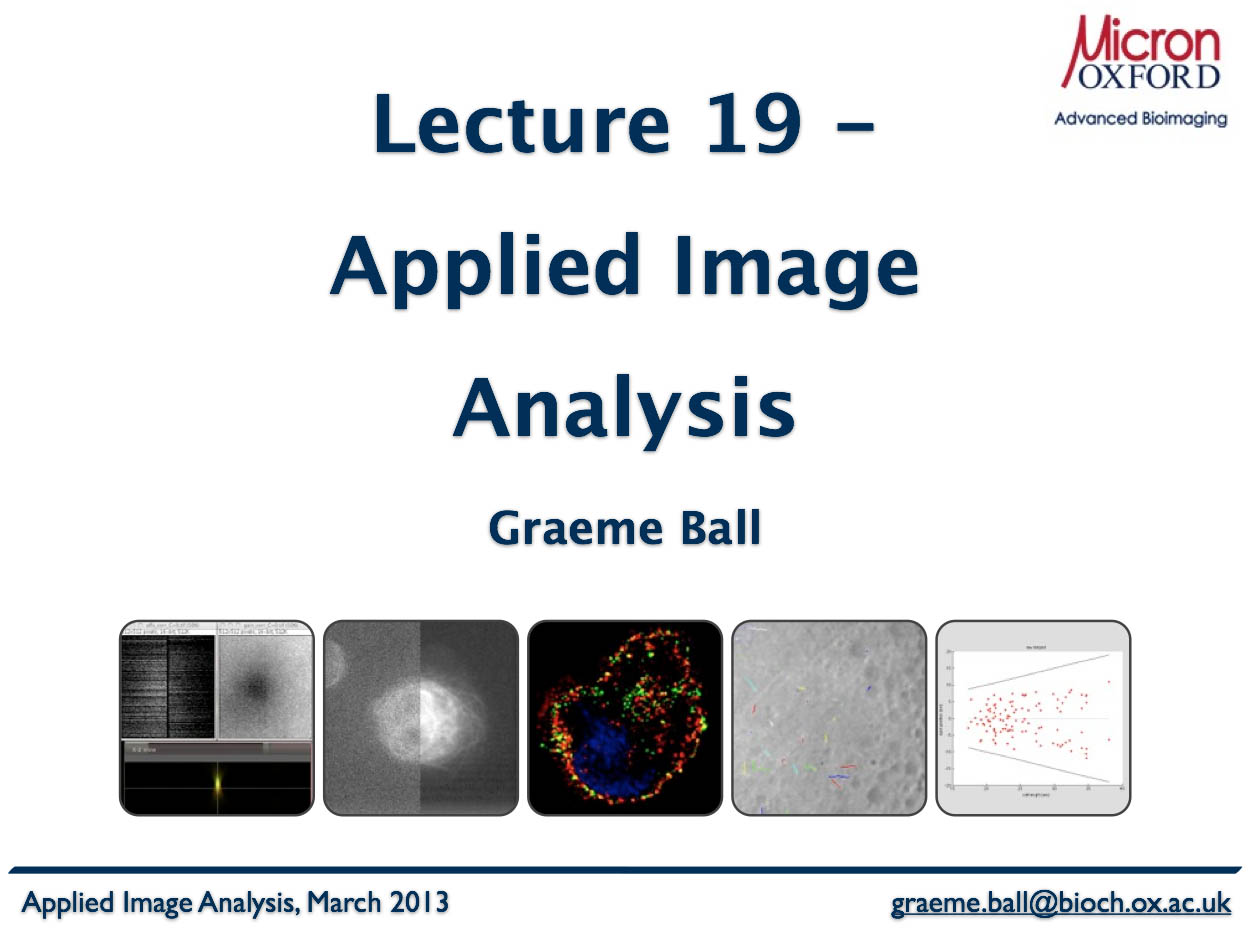 Micron
OXFORD
Advanced Bioimaging
Lecture 19 –
Applied Image
Analysis
Graeme Ball
Applied Image Analysis, March 2013
graeme.ball@bioch.ox.ac.uk